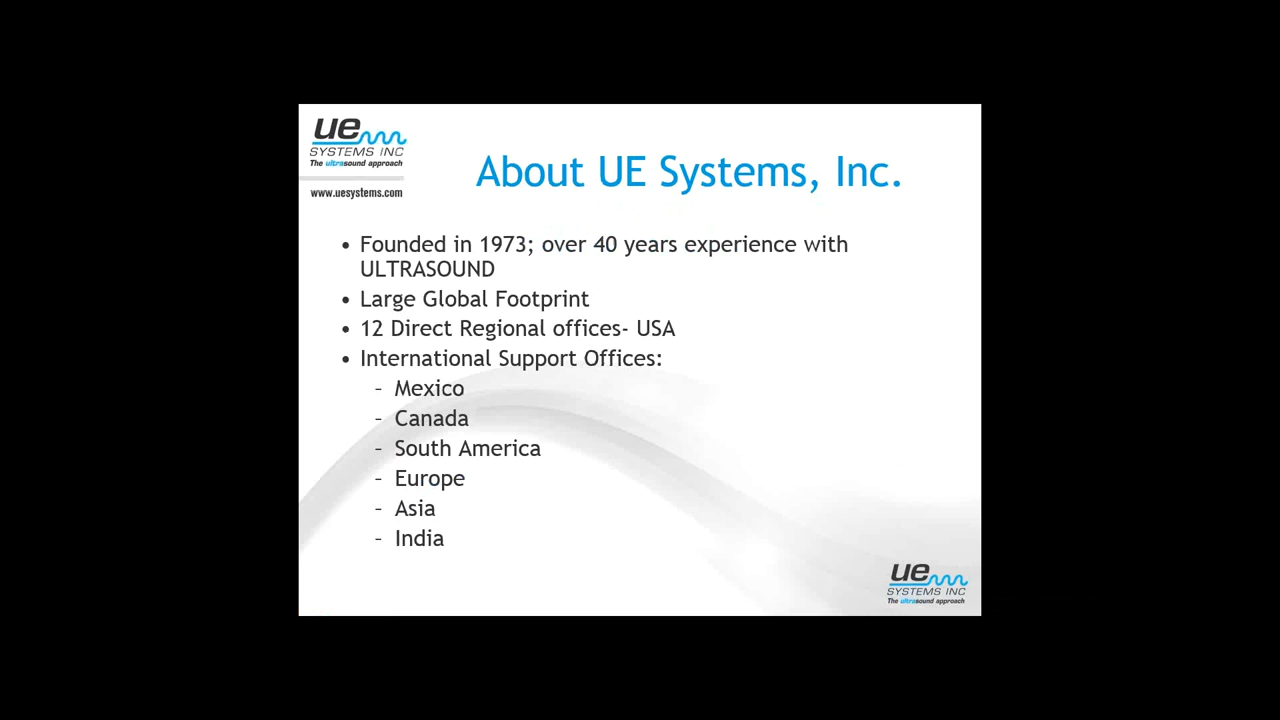 ue
SYSTEMS INC
The ultrasound approach
www.uesystems.com
About UE Systems, Inc.
• Founded in 1973; over 40 years experience with
ULTRASOUND
• Large Global Footprint
• 12 Direct Regional offices- USA
• International Support Offices:
– Mexico
– Canada
– South America
– Europe
– Asia
– India
ue
SYSTEMS INC
The ultrasound approach